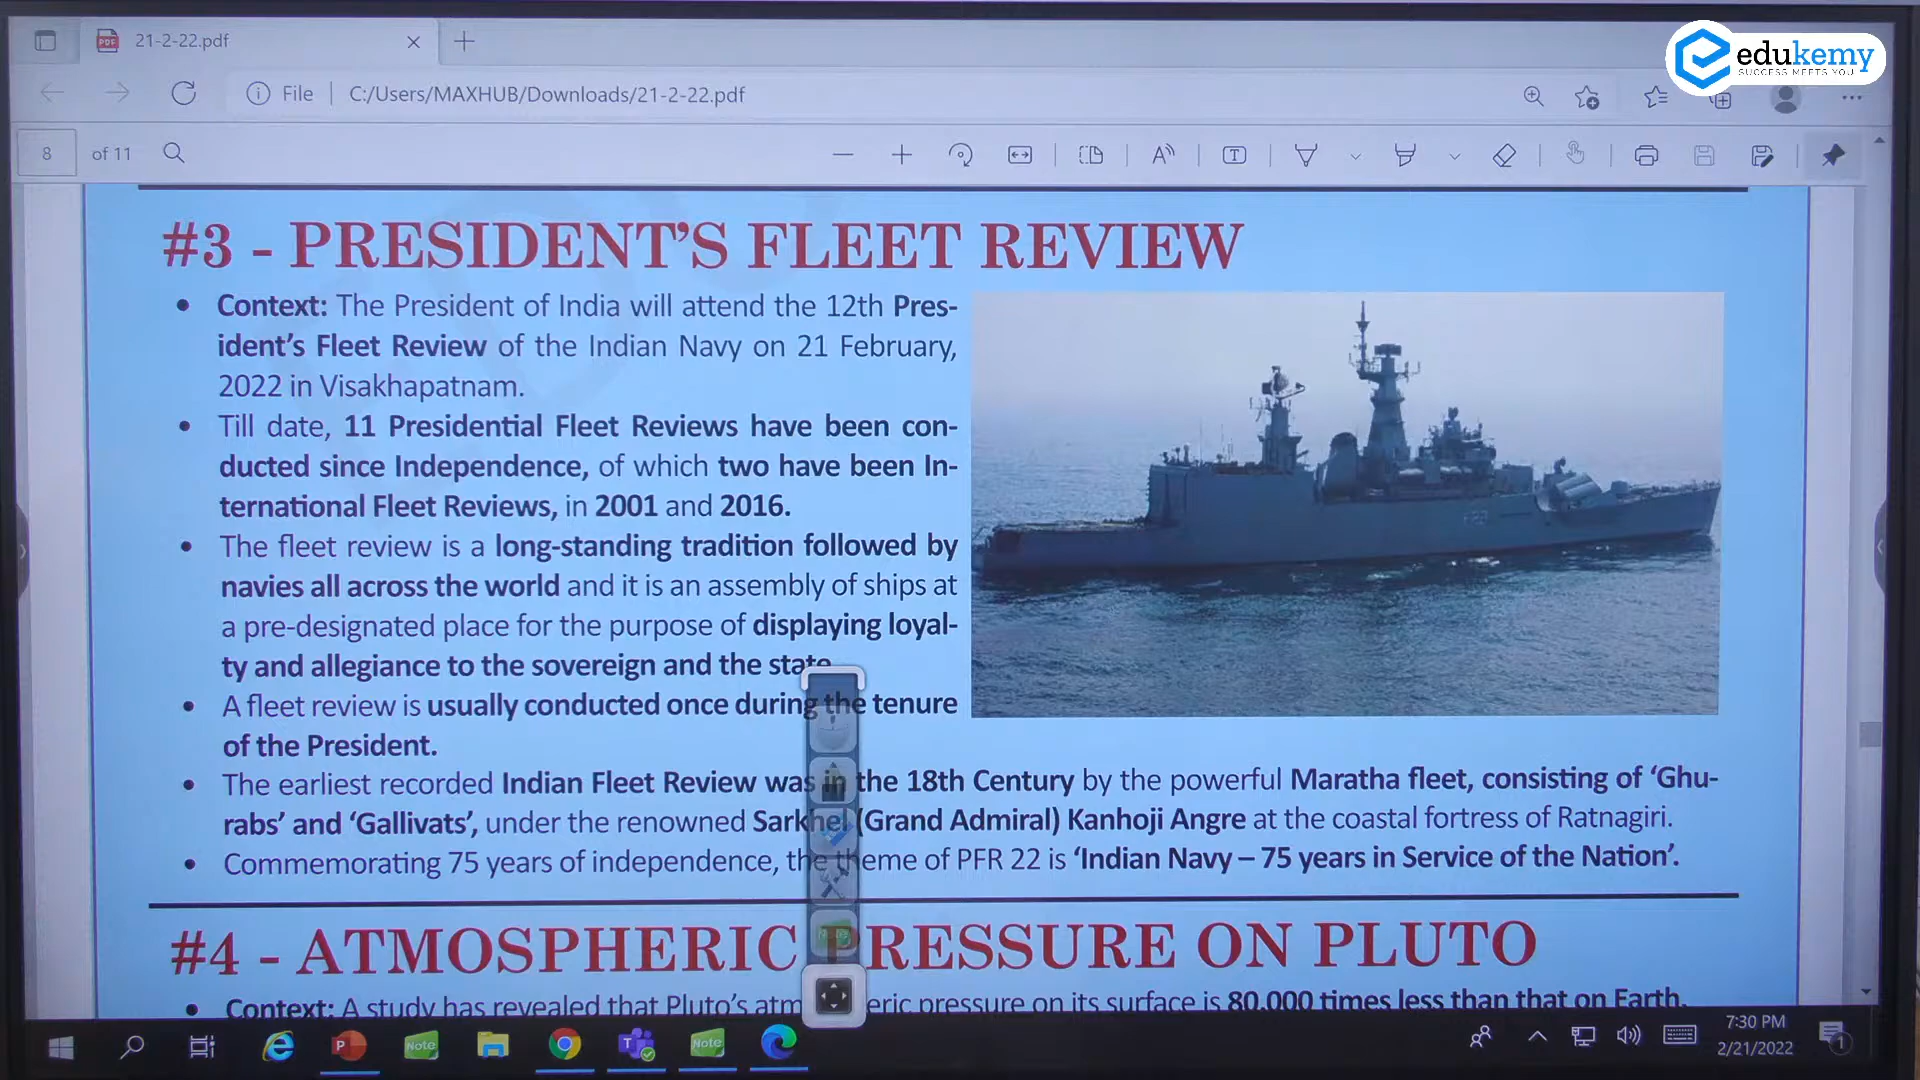 21-2-22.pdf
edukemy
SUCCESS MEETS YOU
File
C:/Users/MAXHUB/Downloads/21-2-22.pdf
8 of 11
#3 - PRESIDENT'S FLEET REVIEW
• Context: The President of India will attend the 12th Pres-
ident's Fleet Review of the Indian Navy on 21 February,
2022 in Visakhapatnam.
• Till date, 11 Presidential Fleet Reviews have been con-
ducted since Independence, of which two have been In-
ternational Fleet Reviews, in 2001 and 2016.
• The fleet review is a long-standing tradition followed by
navies all across the world and it is an assembly of ships at
a pre-designated place for the purpose of displaying loyal-
ty and allegiance to the sovereign and the state
• A fleet review is usually conducted once during the tenure
of the President.
• The earliest recorded Indian Fleet Review was in the 18th Century by the powerful Maratha fleet, consisting of 'Ghu-
rabs' and 'Gallivats', under the renowned Sarkhel (Grand Admiral) Kanhoji Angre at the coastal fortress of Ratnagiri.
• Commemorating 75 years of independence, the theme of PFR 22 is 'Indian Navy – 75 years in Service of the Nation'.
#4 - ATMOSPHERIC PRESSURE ON PLUTO
• Context: A study has revealed that Pluto's atm eric pressure on its surface is 80,000 times less than that on Earth.
Note
Note
7:30 PM
2/21/2022
1